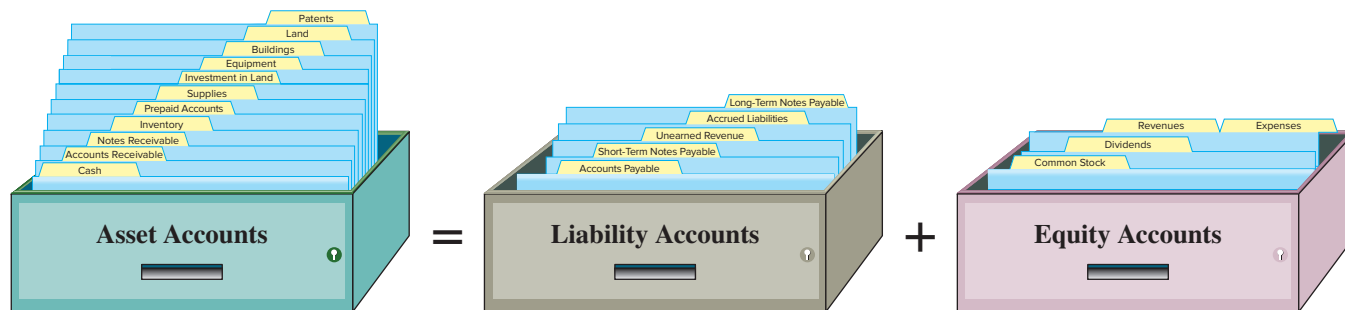 Patents
Land
Buildings
Equipment
Investment in Land
Supplies
Prepaid Accounts
Inventory
Notes Receivable
Accounts Receivable
Cash
Asset Accounts
=
Long-Term Notes Payable
Accrued Liabilities
Unearned Revenue
Short-Term Notes Payable
Accounts Payable
Liability Accounts
+
Revenues Expenses
Dividends
Common Stock
Equity Accounts